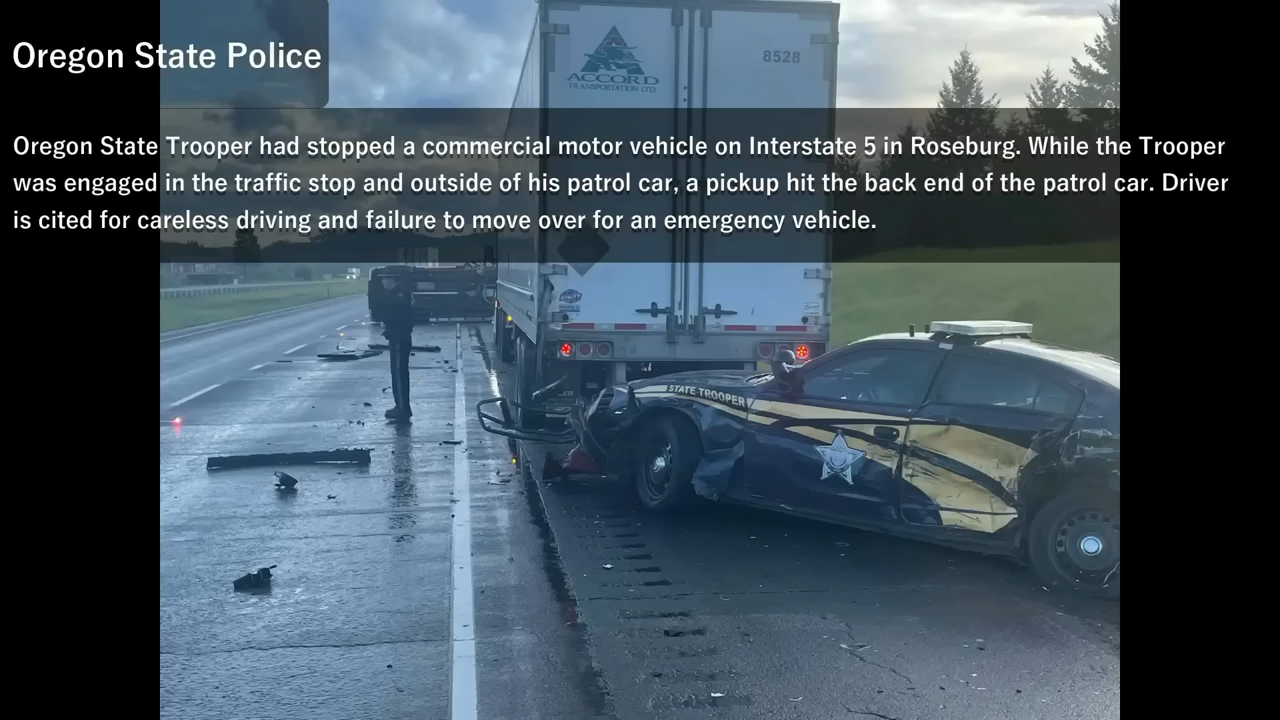 Oregon State Police
Oregon State Trooper had stopped a commercial motor vehicle on Interstate 5 in Roseburg. While the Trooper
was engaged in the traffic stop and outside of his patrol car, a pickup hit the back end of the patrol car. Driver
is cited for careless driving and failure to move over for an emergency vehicle.
ACCORD
TRANSPORTATION LTD.
8528
STATE TROOPER